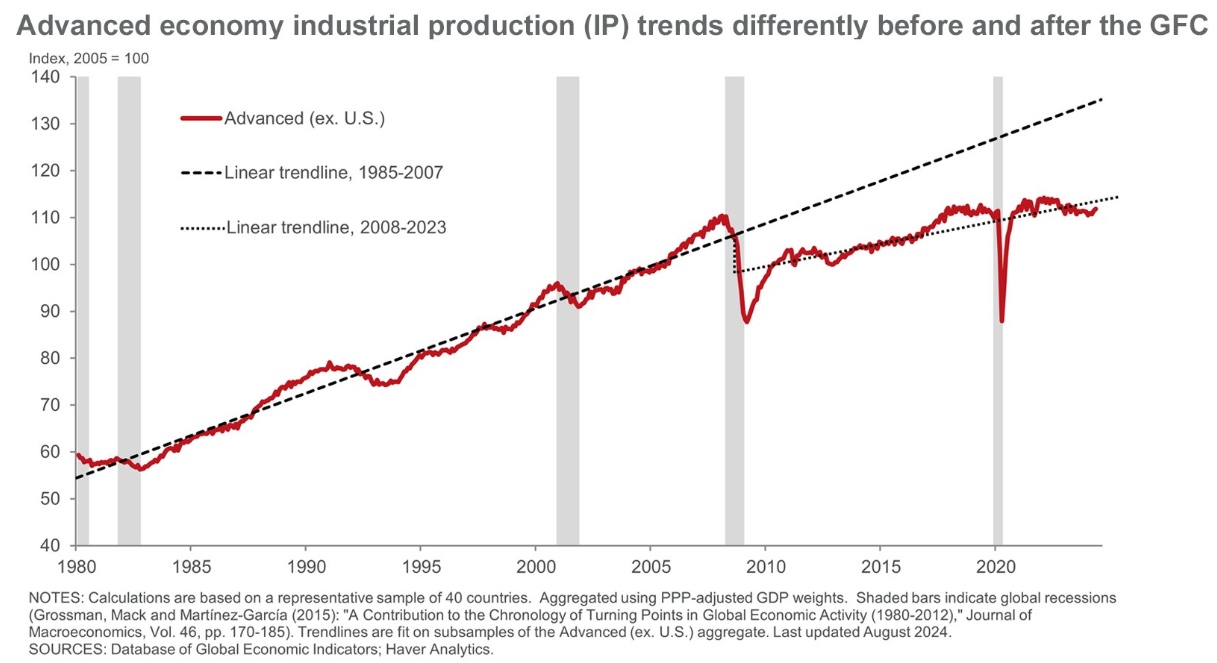 Advanced economy industrial production (IP) trends differently before and after the GFC
Index, 2005 = 100
140
130
120
110
100
90
80
70
60
50
40
Advanced (ex. U.S.)
Linear trendline, 1985-2007
Linear trendline, 2008-2023
1980
1985
1990
1995
2000
2005
2010
2015
2020
NOTES: Calculations are based on a representative sample of 40 countries.  Aggregated using PPP-adjusted GDP weights.  Shaded bars indicate global recessions
(Grossman, Mack and Martínez-García (2015): "A Contribution to the Chronology of Turning Points in Global Economic Activity (1980-2012)," Journal of
Macroeconomics, Vol. 46, pp. 170-185). Trendlines are fit on subsamples of the Advanced (ex. U.S.) aggregate. Last updated August 2024.
SOURCES: Database of Global Economic Indicators; Haver Analytics.